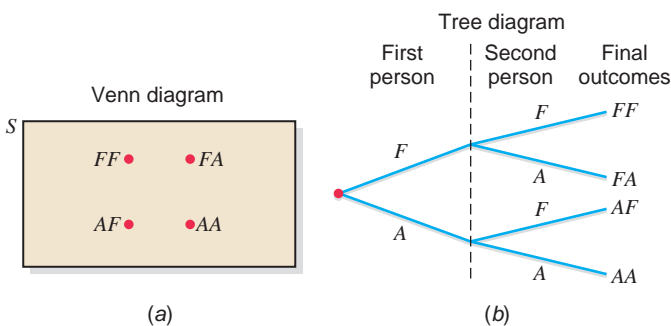 Venn diagram
S
FF FA
AF AA
(a)
Tree diagram
First person
Second person
Final outcomes
F
A
F
A
F
A
FF
FA
AF
AA
(b)